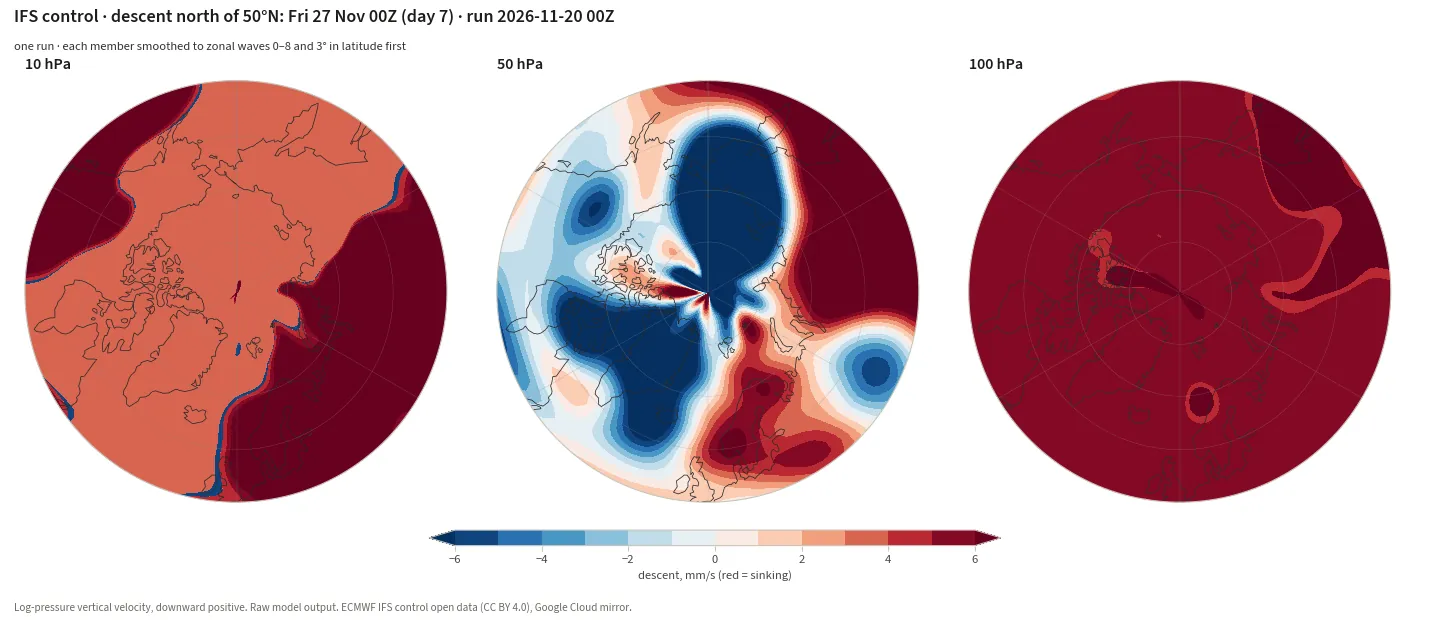 IFS control · descent north of 50°N: Fri 27 Nov 00Z (day 7) · run 2026-11-20 00Z
one run · each member smoothed to zonal waves 0–8 and 3° in latitude first
10 hPa
50 hPa
100 hPa
−6 −4 −2 0 2 4 6
descent, mm/s (red = sinking)
Log-pressure vertical velocity, downward positive. Raw model output. ECMWF IFS control open data (CC BY 4.0), Google Cloud mirror.